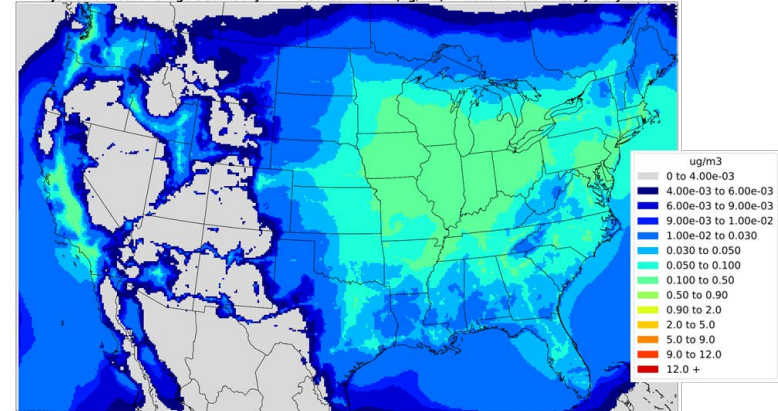 ug/m3
0 to 4.00e-03
4.00e-03 to 6.00e-03
6.00e-03 to 9.00e-03
9.00e-03 to 1.00e-02
1.00e-02 to 0.030
0.030 to 0.050
0.050 to 0.100
0.100 to 0.50
0.50 to 0.90
0.90 to 2.0
2.0 to 5.0
5.0 to 9.0
9.0 to 12.0
12.0 +